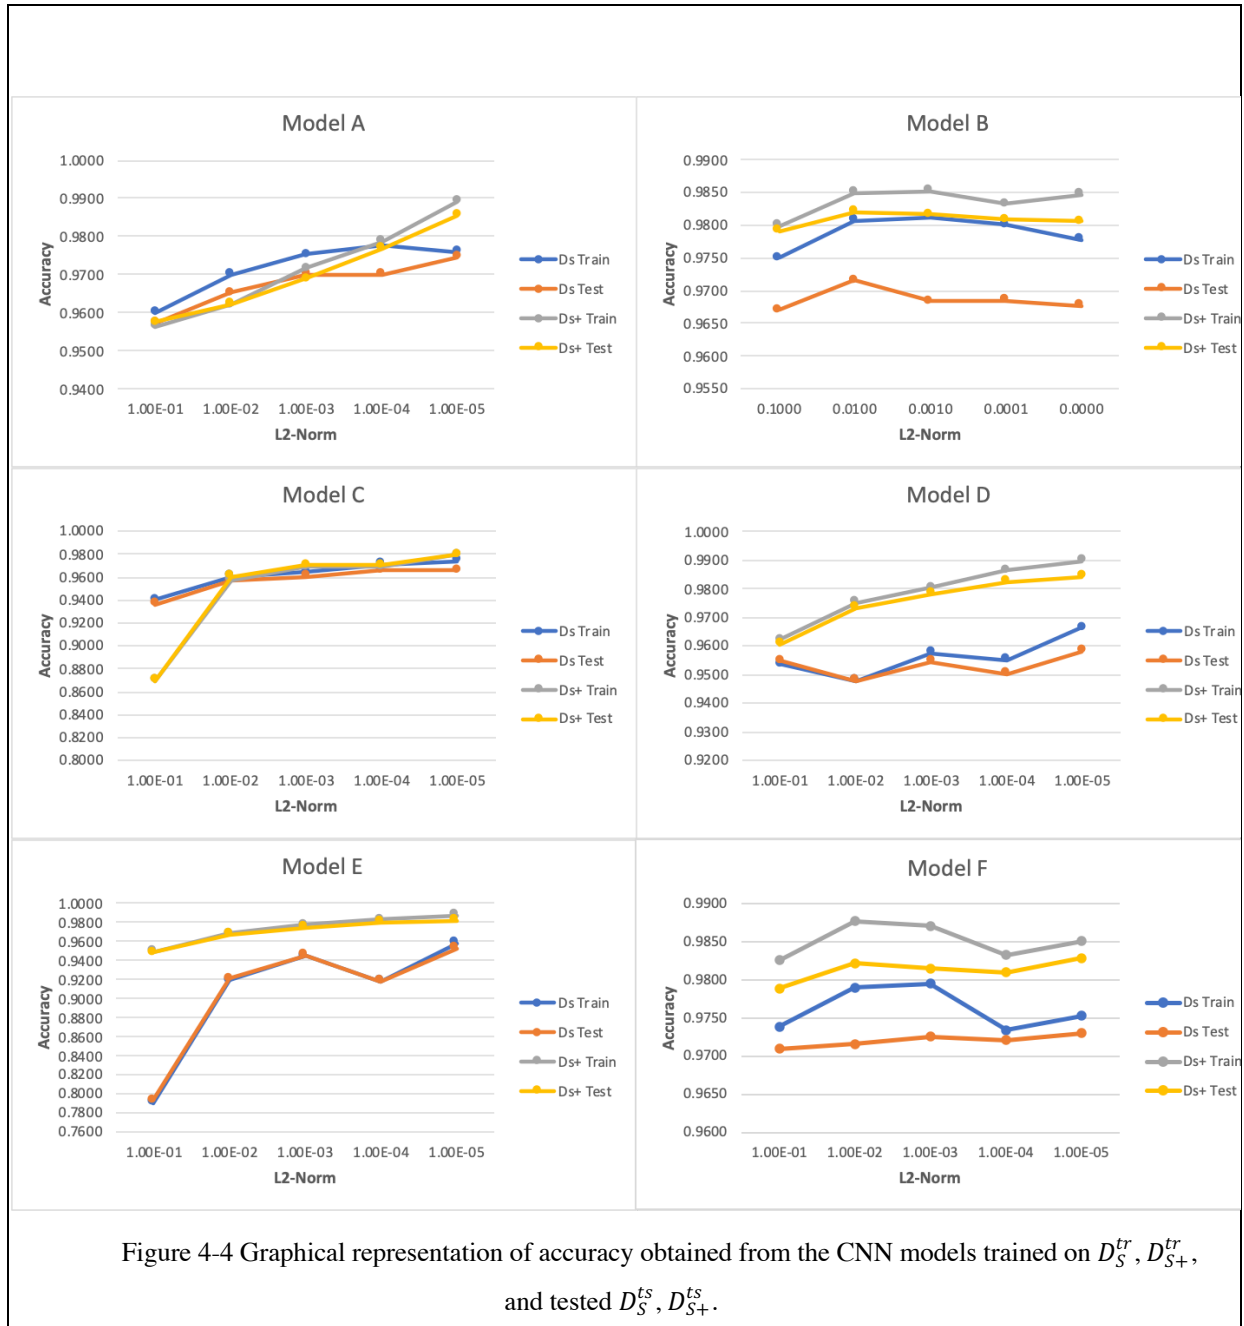 Model A
1.0000
0.9900
0.9800
0.9700
0.9600
0.9500
0.9400
Accuracy
1.00E-01 1.00E-02 1.00E-03 1.00E-04 1.00E-05
L2-Norm
Ds Train
Ds Test
Ds+ Train
Ds+ Test
Model B
0.9900
0.9850
0.9800
0.9750
0.9700
0.9650
0.9600
0.9550
Accuracy
0.1000 0.0100 0.0010 0.0001 0.0000
L2-Norm
Ds Train
Ds Test
Ds+ Train
Ds+ Test
Model C
1.0000
0.9800
0.9600
0.9400
0.9200
0.9000
0.8800
0.8600
0.8400
0.8200
0.8000
Accuracy
1.00E-01 1.00E-02 1.00E-03 1.00E-04 1.00E-05
L2-Norm
Ds Train
Ds Test
Ds+ Train
Ds+ Test
Model D
1.0000
0.9900
0.9800
0.9700
0.9600
0.9500
0.9400
0.9300
0.9200
Accuracy
1.00E-01 1.00E-02 1.00E-03 1.00E-04 1.00E-05
L2-Norm
Ds Train
Ds Test
Ds+ Train
Ds+ Test
Model E
1.0000
0.9800
0.9600
0.9400
0.9200
0.9000
0.8800
0.8600
0.8400
0.8200
0.8000
0.7800
0.7600
Accuracy
1.00E-01 1.00E-02 1.00E-03 1.00E-04 1.00E-05
L2-Norm
Ds Train
Ds Test
Ds+ Train
Ds+ Test
Model F
0.9900
0.9850
0.9800
0.9750
0.9700
0.9650
0.9600
Accuracy
1.00E-01 1.00E-02 1.00E-03 1.00E-04 1.00E-05
L2-Norm
Ds Train
Ds Test
Ds+ Train
Ds+ Test
Figure 4-4 Graphical representation of accuracy obtained from the CNN models trained on $D_S^{tr}$, $D_{S+}^{tr}$,
and tested $D_S^{ts}$, $D_{S+}^{ts}$.